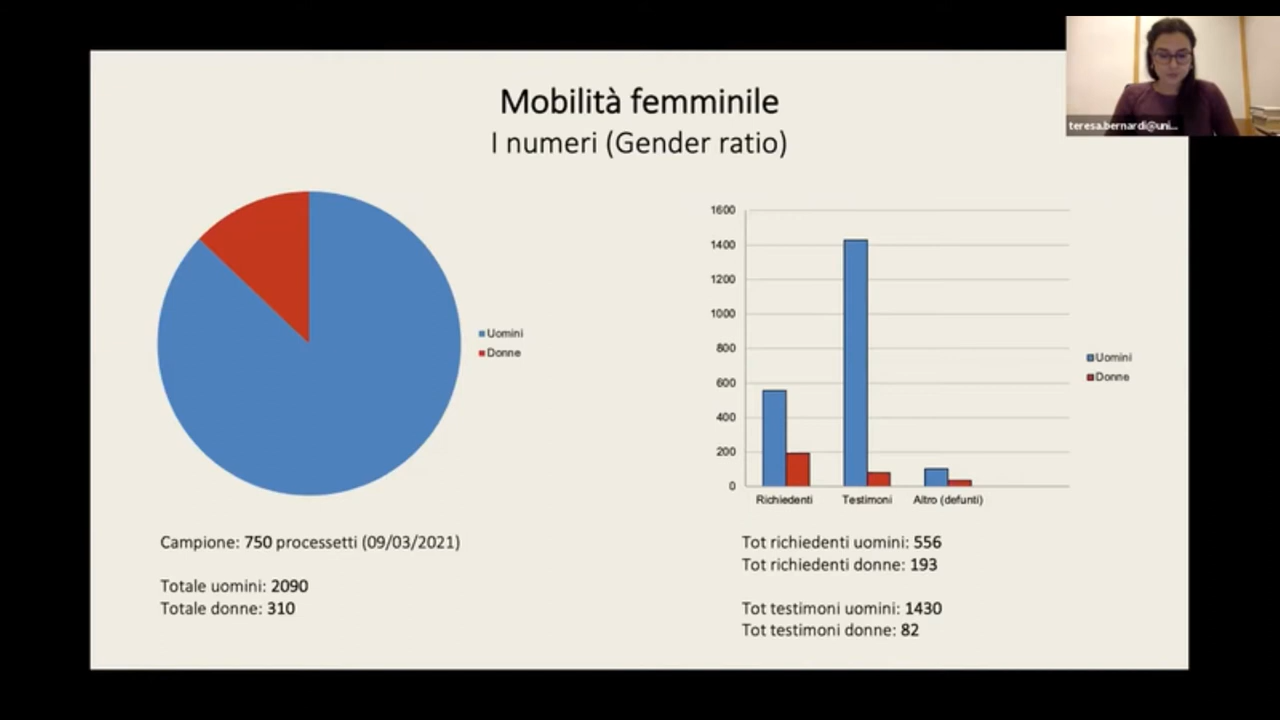 teresa.bernardi@uni...
Mobilità femminile
I numeri (Gender ratio)
Uomini
Donne
1600
1400
1200
1000
800
600
400
200
0
Richiedenti
Testimoni
Altro (defunti)
Uomini
Donne
Campione: 750 processetti (09/03/2021)
Totale uomini: 2090
Totale donne: 310
Tot richiedenti uomini: 556
Tot richiedenti donne: 193
Tot testimoni uomini: 1430
Tot testimoni donne: 82